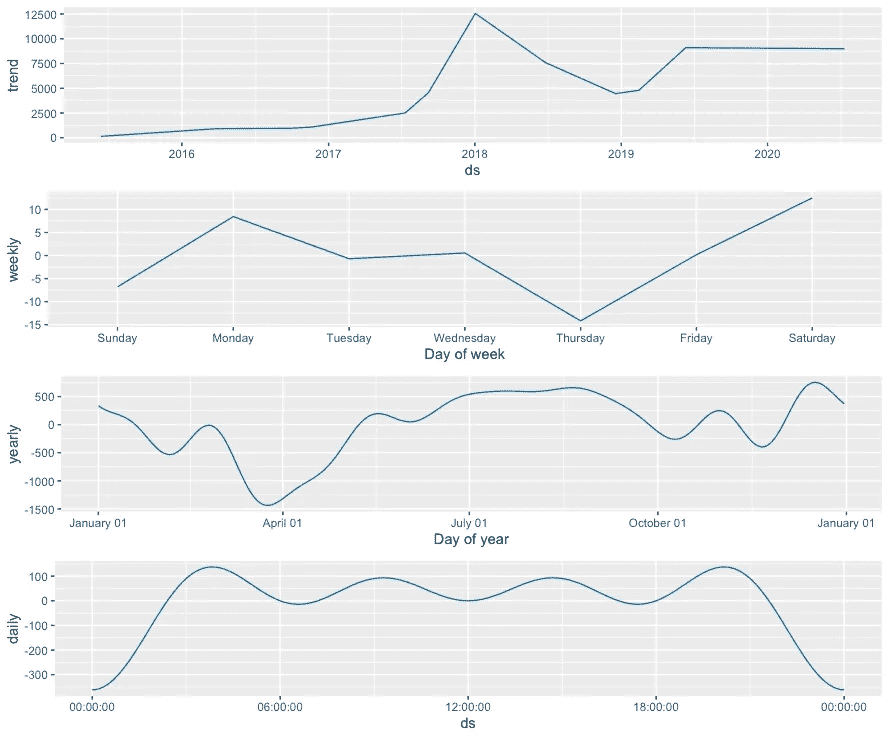 trend
12500
10000
7500
5000
2500
0
2016 2017 2018 2019 2020
ds
weekly
10
5
0
-5
-10
-15
Sunday Monday Tuesday Wednesday Thursday Friday Saturday
Day of week
yearly
500
0
-500
-1000
-1500
January 01 April 01 July 01 October 01 January 01
Day of year
daily
100
0
-100
-200
-300
00:00:00 06:00:00 12:00:00 18:00:00 00:00:00
ds